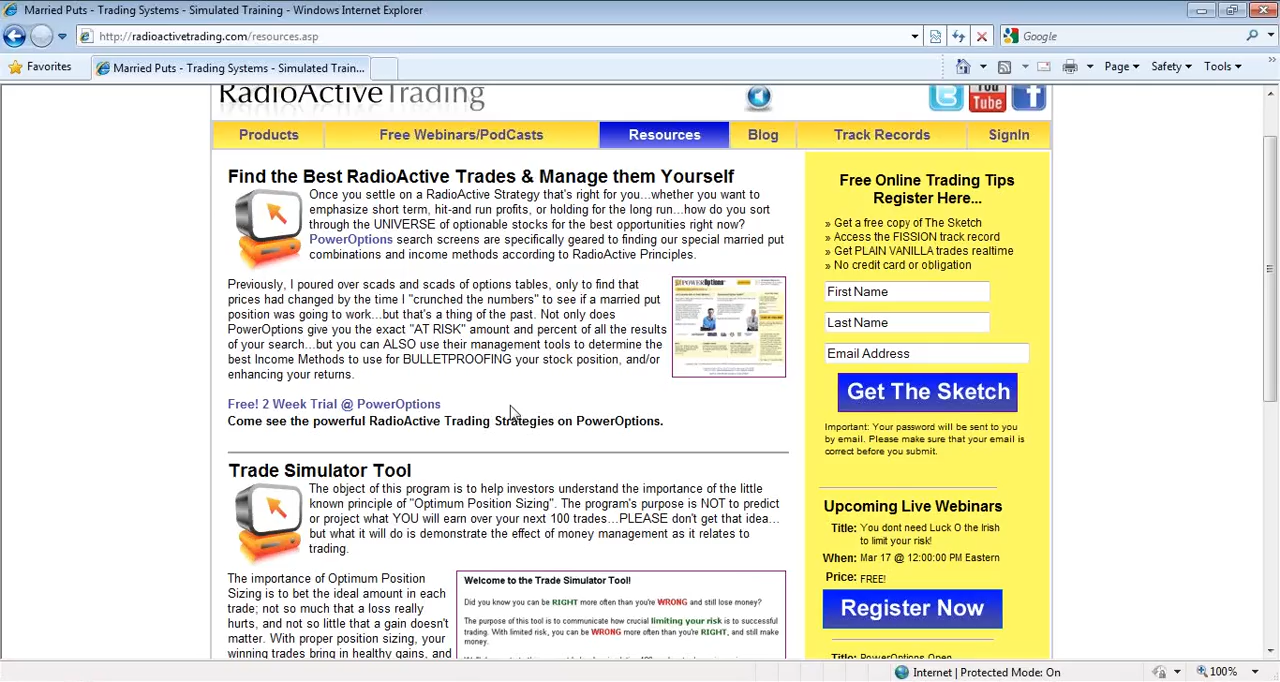 Married Puts - Trading Systems - Simulated Training - Windows Internet Explorer
http://radioactivetrading.com/resources.asp
Google
Favorites
Married Puts - Trading Systems - Simulated Train...
Page
Safety
Tools
RadioActiveTrading
You
Tube
Products
Free Webinars/PodCasts
Resources
Blog
Track Records
SignIn
Find the Best RadioActive Trades & Manage them Yourself
Once you settle on a RadioActive Strategy that's right for you...whether you want to
emphasize short term, hit-and run profits, or holding for the long run...how do you sort
through the UNIVERSE of optionable stocks for the best opportunities right now?
PowerOptions search screens are specifically geared to finding our special married put
combinations and income methods according to RadioActive Principles.
Previously, I poured over scads and scads of options tables, only to find that
prices had changed by the time I "crunched the numbers" to see if a married put
position was going to work...but that's a thing of the past. Not only does
PowerOptions give you the exact "AT RISK" amount and percent of all the results
of your search...but you can ALSO use their management tools to determine the
best Income Methods to use for BULLETPROOFING your stock position, and/or
enhancing your returns.
POWEROPTIONS
Free! 2 Week Trial @ PowerOptions
Come see the powerful RadioActive Trading Strategies on PowerOptions.
Trade Simulator Tool
The object of this program is to help investors understand the importance of the little
known principle of "Optimum Position Sizing". The program's purpose is NOT to predict
or project what YOU will earn over your next 100 trades...PLEASE don't get that idea...
but what it will do is demonstrate the effect of money management as it relates to
trading.
The importance of Optimum Position
Sizing is to bet the ideal amount in each
trade; not so much that a loss really
hurts, and not so little that a gain doesn't
matter. With proper position sizing, your
winning trades bring in healthy gains, and
Welcome to the Trade Simulator Tool!
Did you know you can be RIGHT more often than you're WRONG and still lose money?
The purpose of this tool is to communicate how crucial limiting your risk is to successful
trading. With limited risk, you can be WRONG more often than you're RIGHT, and still make
money.
Free Online Trading Tips
Register Here...
» Get a free copy of The Sketch
» Access the FISSION track record
» Get PLAIN VANILLA trades realtime
» No credit card or obligation
First Name
Last Name
Email Address
Get The Sketch
Important: Your password will be sent to you
by email. Please make sure that your email is
correct before you submit.
Upcoming Live Webinars
Title: You dont need Luck O the Irish
to limit your risk!
When: Mar 17 @ 12:00:00 PM Eastern
Price: FREE!
Register Now
Title: PowerOptions Open
Internet | Protected Mode: On
100%